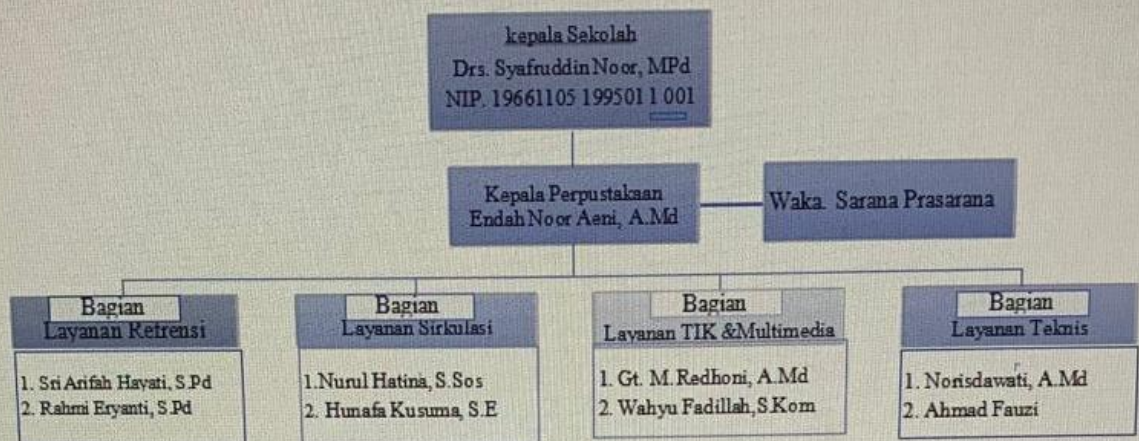 kepala Sekolah
Drs. Syafruddin Noor, MPd
NIP. 19661105 199501 1 001
Kepala Perpustakaan
Endah Noor Aeni, A.Md
Waka. Sarana Prasarana
Bagian
Layanan Refrensi
1. Sri Arifah Hayati, S.Pd
2. Rahmi Eryanti, S.Pd
Bagian
Layanan Sirkulasi
1.Nurul Hatina, S.Sos
2. Hunafa Kusuma, S.E
Bagian
Layanan TIK &Multimedia
1. Gt. M.Redhoni, A.Md
2. Wahyu Fadillah,S.Kom
Bagian
Layanan Teknis
1. Norisdawati, A.Md
2. Ahmad Fauzi